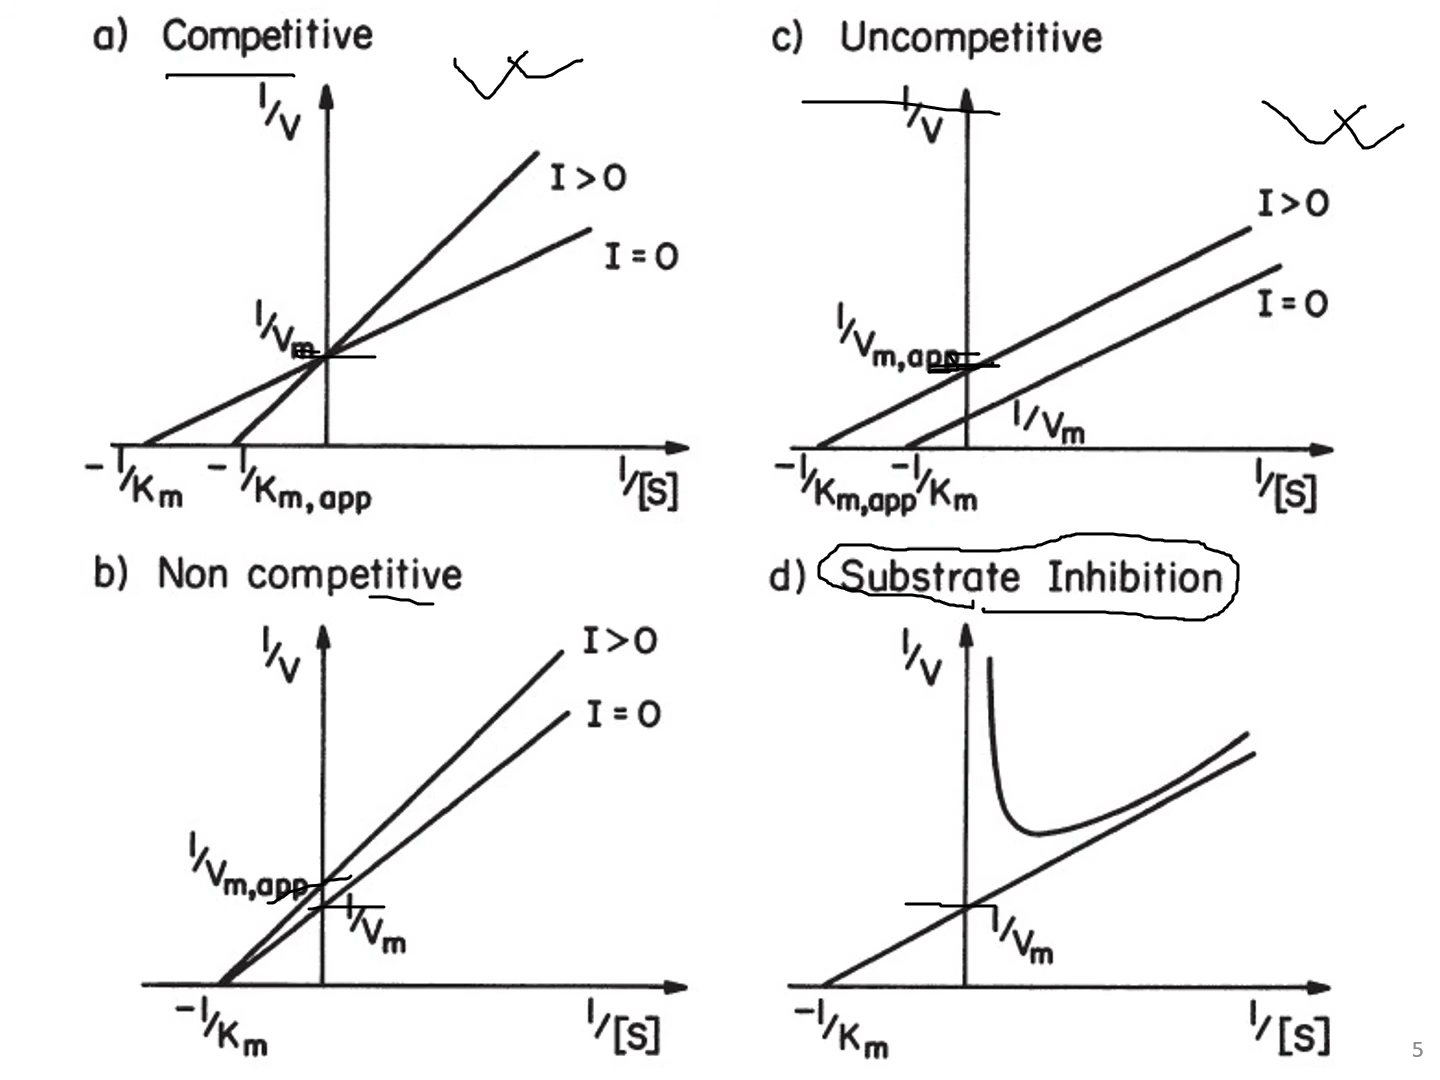 a) Competitive
1/V
I > 0
I = 0
1/Vm
-1/Km
-1/Km, app
1/[S]
c) Uncompetitive
1/V
I > 0
I = 0
1/Vm,app
1/Vm
-1/Km,app
-1/Km
1/[S]
b) Non competitive
1/V
I > 0
I = 0
1/Vm,app
1/Vm
-1/Km
1/[S]
d) Substrate Inhibition
1/V
1/Vm
-1/Km
1/[S]
5